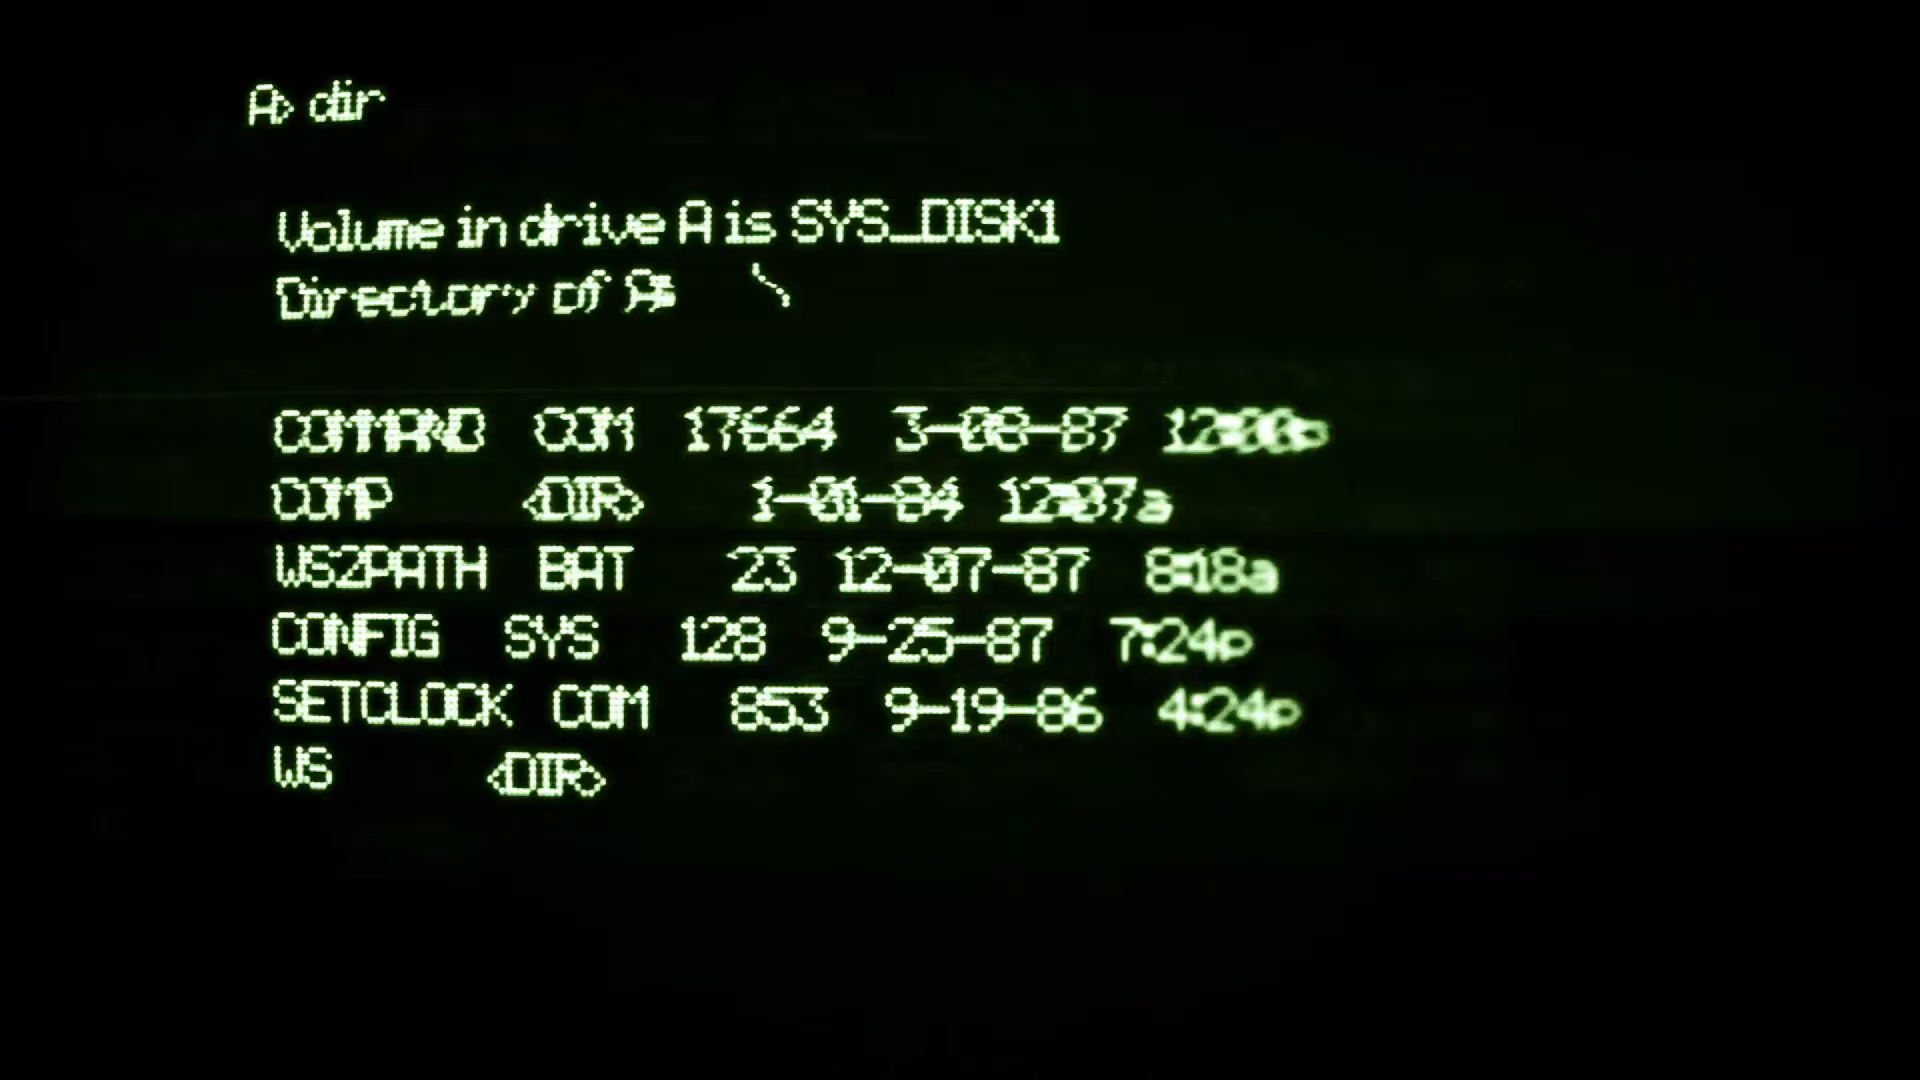 A> dir
Volume in drive A is SYS_DISK1
Directory of A: \
COMMAND COM 17664 3-08-87 12:00p
COMP <DIR> 1-01-84 12:07a
WS2PATH BAT 23 12-07-87 8:18a
CONFIG SYS 128 9-25-87 7:24p
SETCLOCK COM 853 9-19-86 4:24p
WS <DIR>